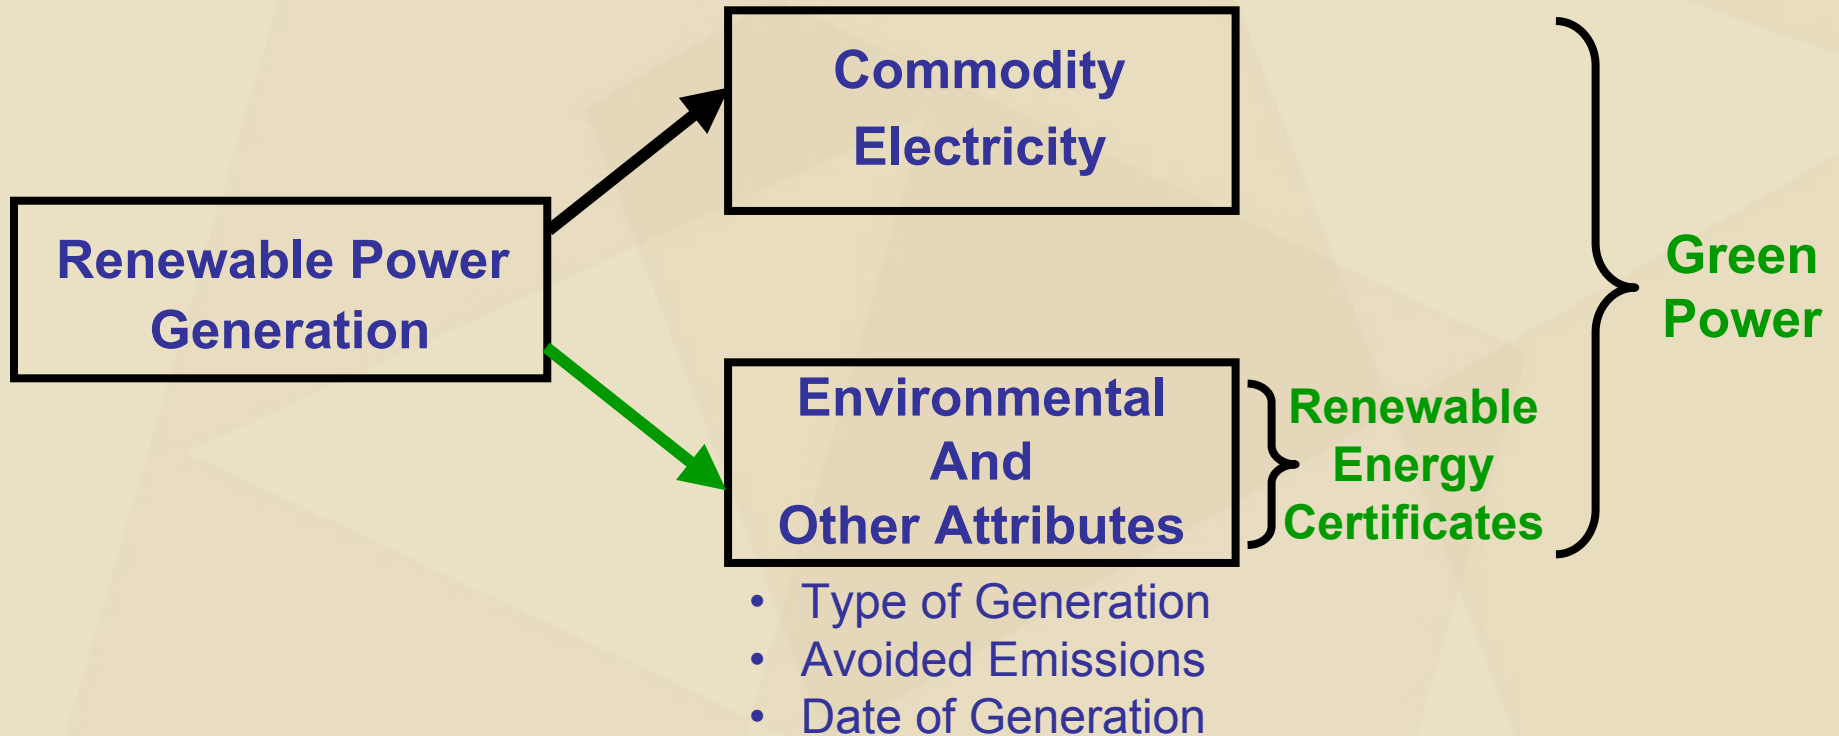 Commodity
Electricity
Renewable Power
Generation
Green
Power
Environmental
And
Other Attributes
Renewable
Energy
Certificates
• Type of Generation
• Avoided Emissions
• Date of Generation